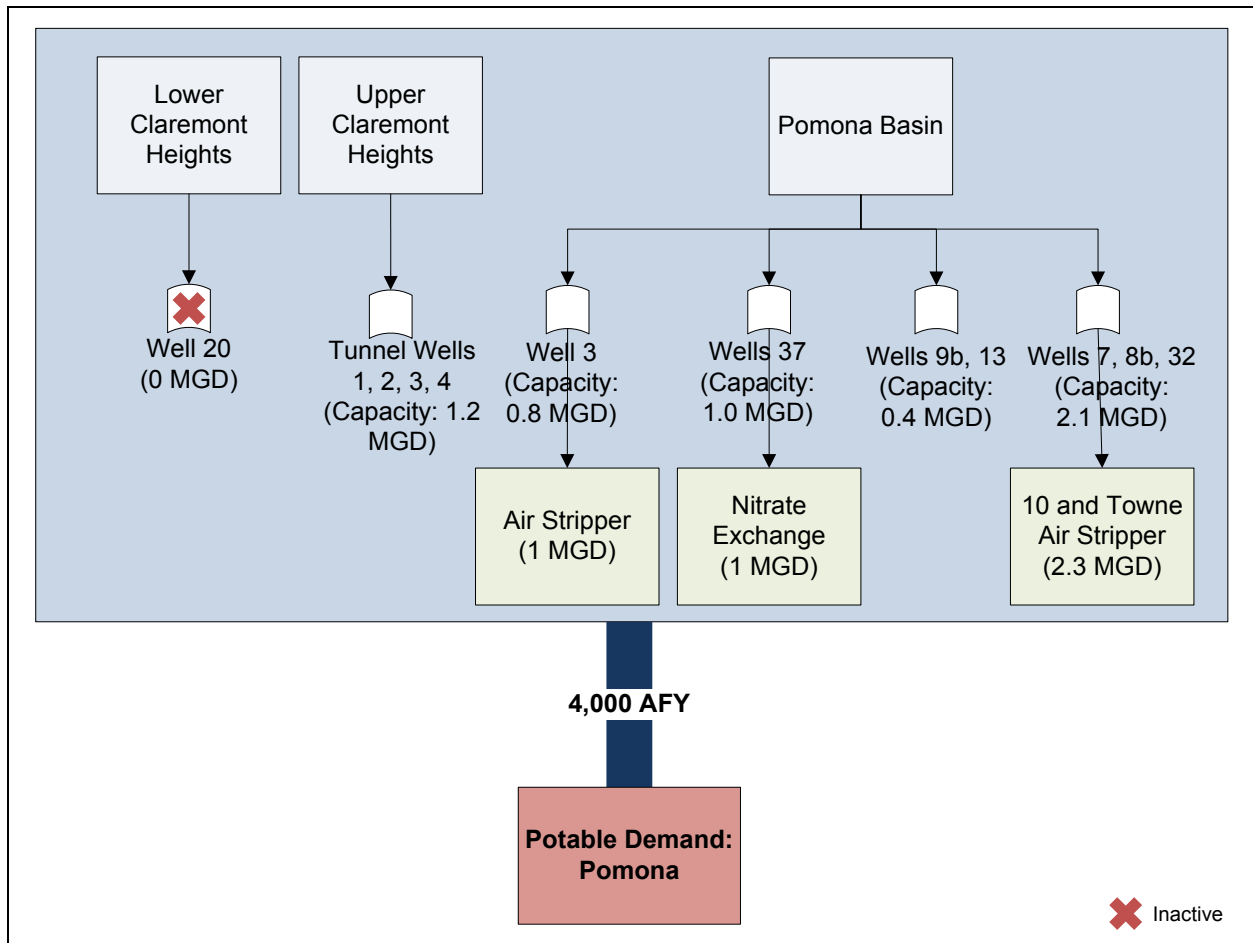 Lower
Claremont
Heights
Upper
Claremont
Heights
Pomona Basin
Well 20
(0 MGD)
Tunnel Wells
1, 2, 3, 4
(Capacity: 1.2
MGD)
Well 3
(Capacity:
0.8 MGD)
Wells 37
(Capacity:
1.0 MGD)
Wells 9b, 13
(Capacity:
0.4 MGD)
Wells 7, 8b, 32
(Capacity:
2.1 MGD)
Air Stripper
(1 MGD)
Nitrate
Exchange
(1 MGD)
10 and Towne
Air Stripper
(2.3 MGD)
4,000 AFY
Potable Demand:
Pomona
Inactive